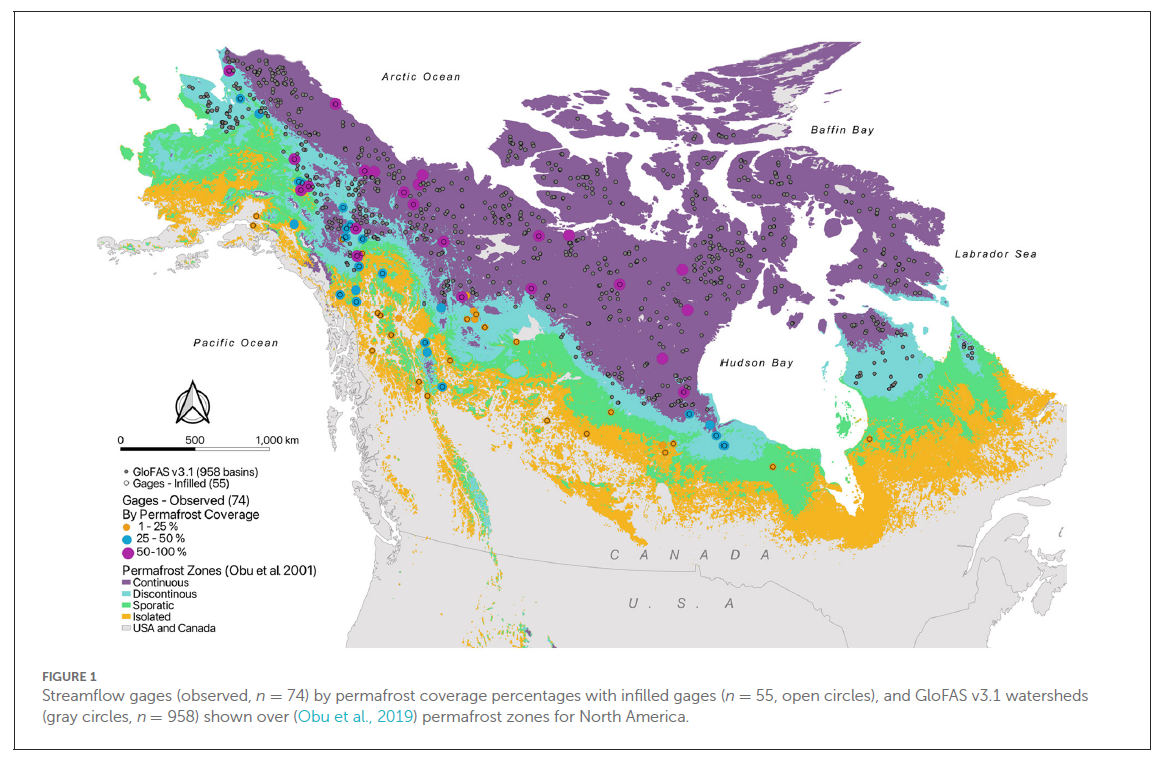 Arctic Ocean
Baffin Bay
Labrador Sea
Pacific Ocean
Hudson Bay
0 500 1,000 km
GloFAS v3.1 (958 basins)
Gages - Infilled (55)
Gages - Observed (74)
By Permafrost Coverage
1 - 25 %
25 - 50 %
50-100 %
Permafrost Zones (Obu et al. 2001)
Continuous
Discontinous
Sporatic
Isolated
USA and Canada
CANADA
U.S.A
FIGURE 1
Streamflow gages (observed, n = 74) by permafrost coverage percentages with infilled gages (n = 55, open circles), and GloFAS v3.1 watersheds
(gray circles, n = 958) shown over (Obu et al., 2019) permafrost zones for North America.